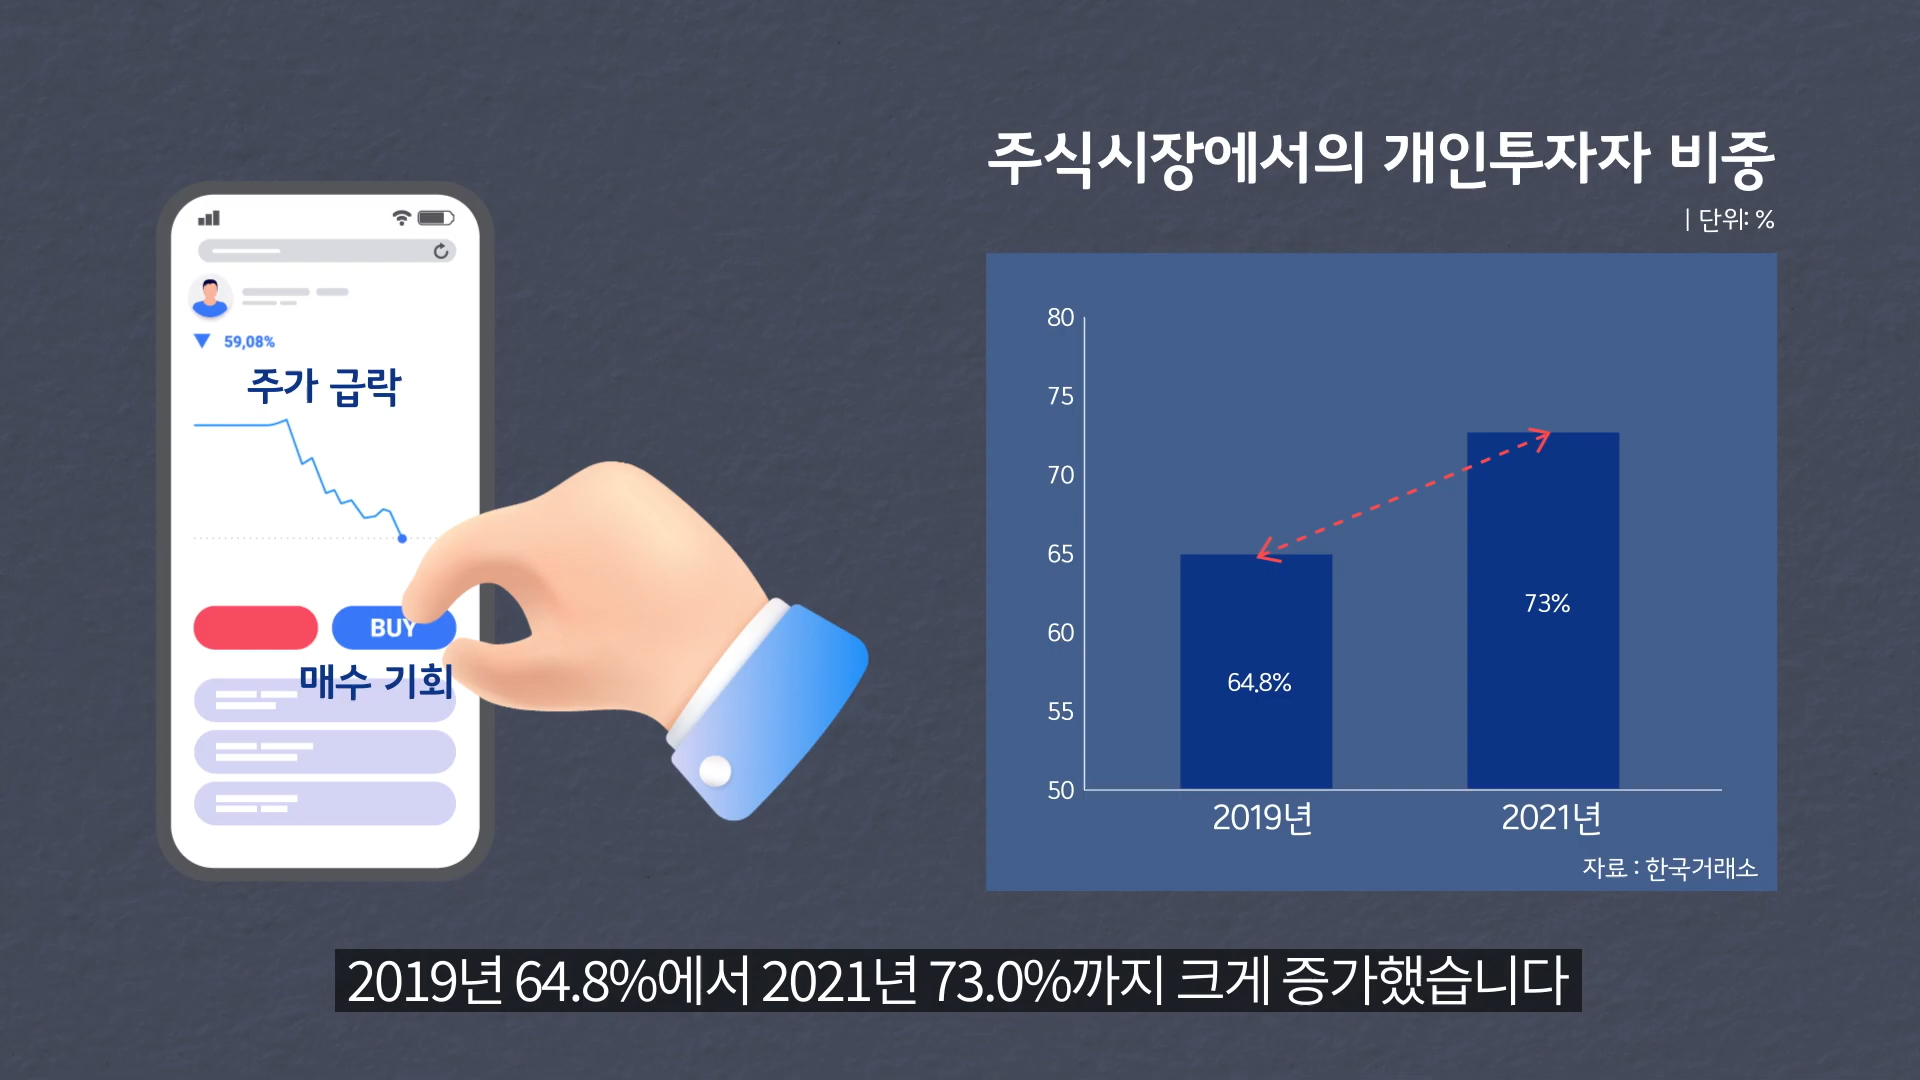 주식시장에서의 개인투자자 비중
| 단위: %
59,08%
주가 급락
BUY
매수 기회
80
75
70
65
60
55
50
64.8%
73%
2019년
2021년
자료 : 한국거래소
2019년 64.8%에서 2021년 73.0%까지 크게 증가했습니다